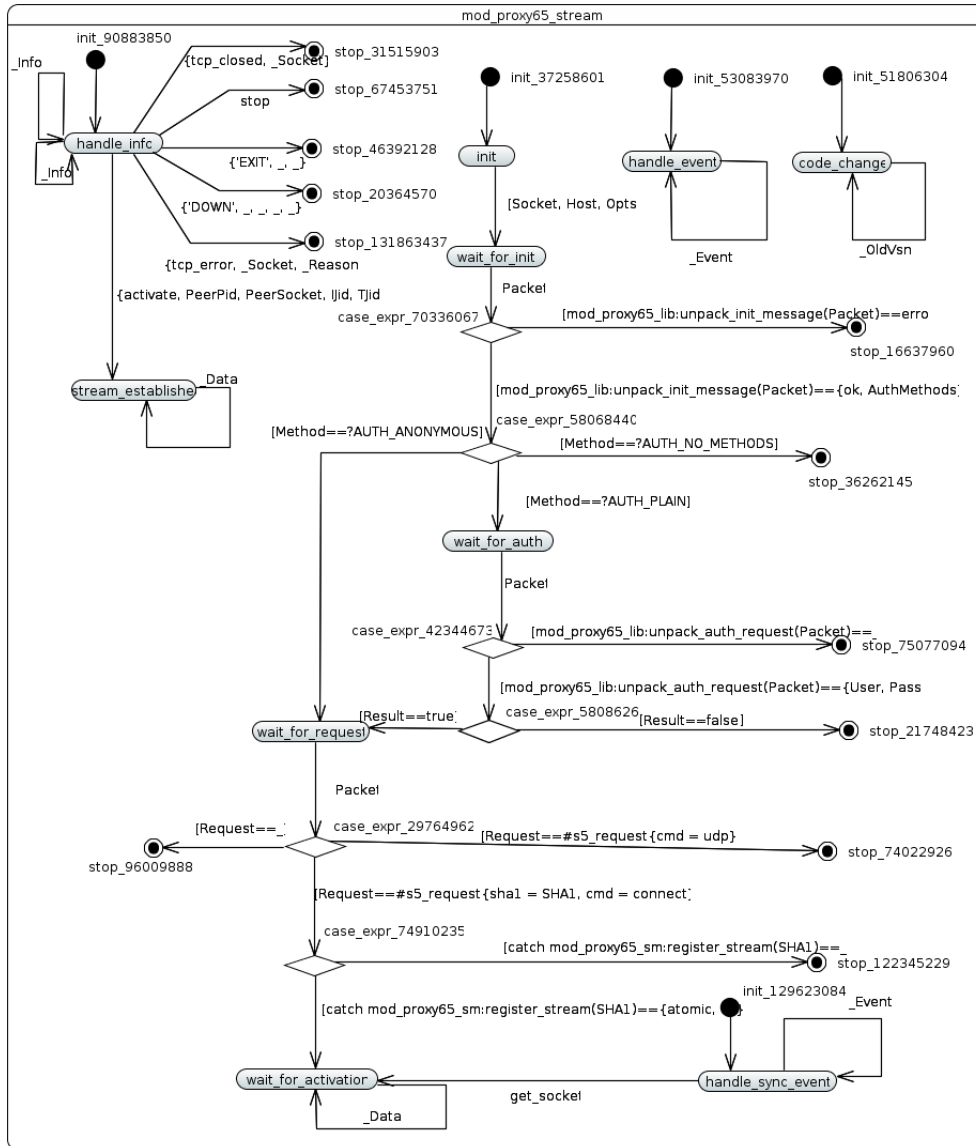 mod_proxy65_stream
init_90883850
_Info
{tcp_closed, _Socket}
stop_31515903
init_37258601
init_53083970
init_51806304
stop
stop_67453751
handle_info
{'EXIT', _, _}
stop_46392128
init
handle_event
code_change
_Info
{'DOWN', _, _, _, _}
stop_20364570
[Socket, Host, Opts
stop_131863437
{tcp_error, _Socket, _Reason
wait_for_init
_Event
_OldVsn
{activate, PeerPid, PeerSocket, IJid, TJid
Packet
case_expr_70336067
[mod_proxy65_lib:unpack_init_message(Packet)==erro
stop_16637960
stream_establishe
_Data
[mod_proxy65_lib:unpack_init_message(Packet)=={ok, AuthMethods}
case_expr_58068440
[Method==?AUTH_ANONYMOUS]
[Method==?AUTH_NO_METHODS]
stop_36262145
[Method==?AUTH_PLAIN]
wait_for_auth
Packet
case_expr_42344673
[mod_proxy65_lib:unpack_auth_request(Packet)==_
stop_75077094
[mod_proxy65_lib:unpack_auth_request(Packet)=={User, Pass
case_expr_5808626
[Result==true]
[Result==false]
wait_for_request
stop_21748423
Packet
case_expr_29764962
[Request==_]
[Request==#s5_request{cmd = udp}
stop_96009888
stop_74022926
[Request==#s5_request{sha1 = SHA1, cmd = connect}
case_expr_74910235
[catch mod_proxy65_sm:register_stream(SHA1)==_
stop_122345229
init_129623084
[catch mod_proxy65_sm:register_stream(SHA1)=={atomic,
_Event
wait_for_activation
handle_sync_event
get_socket
_Data